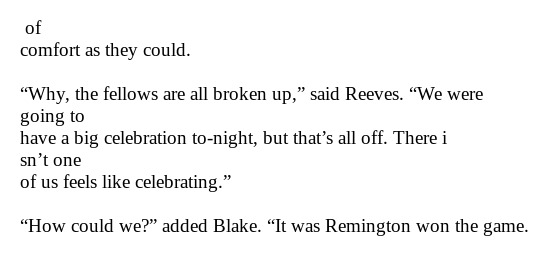 of
comfort as they could.

“Why, the fellows are all broken up,” said Reeves. “We were
going to
have a big celebration to-night, but that’s all off. There i
sn’t one
of us feels like celebrating.”

“How could we?” added Blake. “It was Remington won the game.